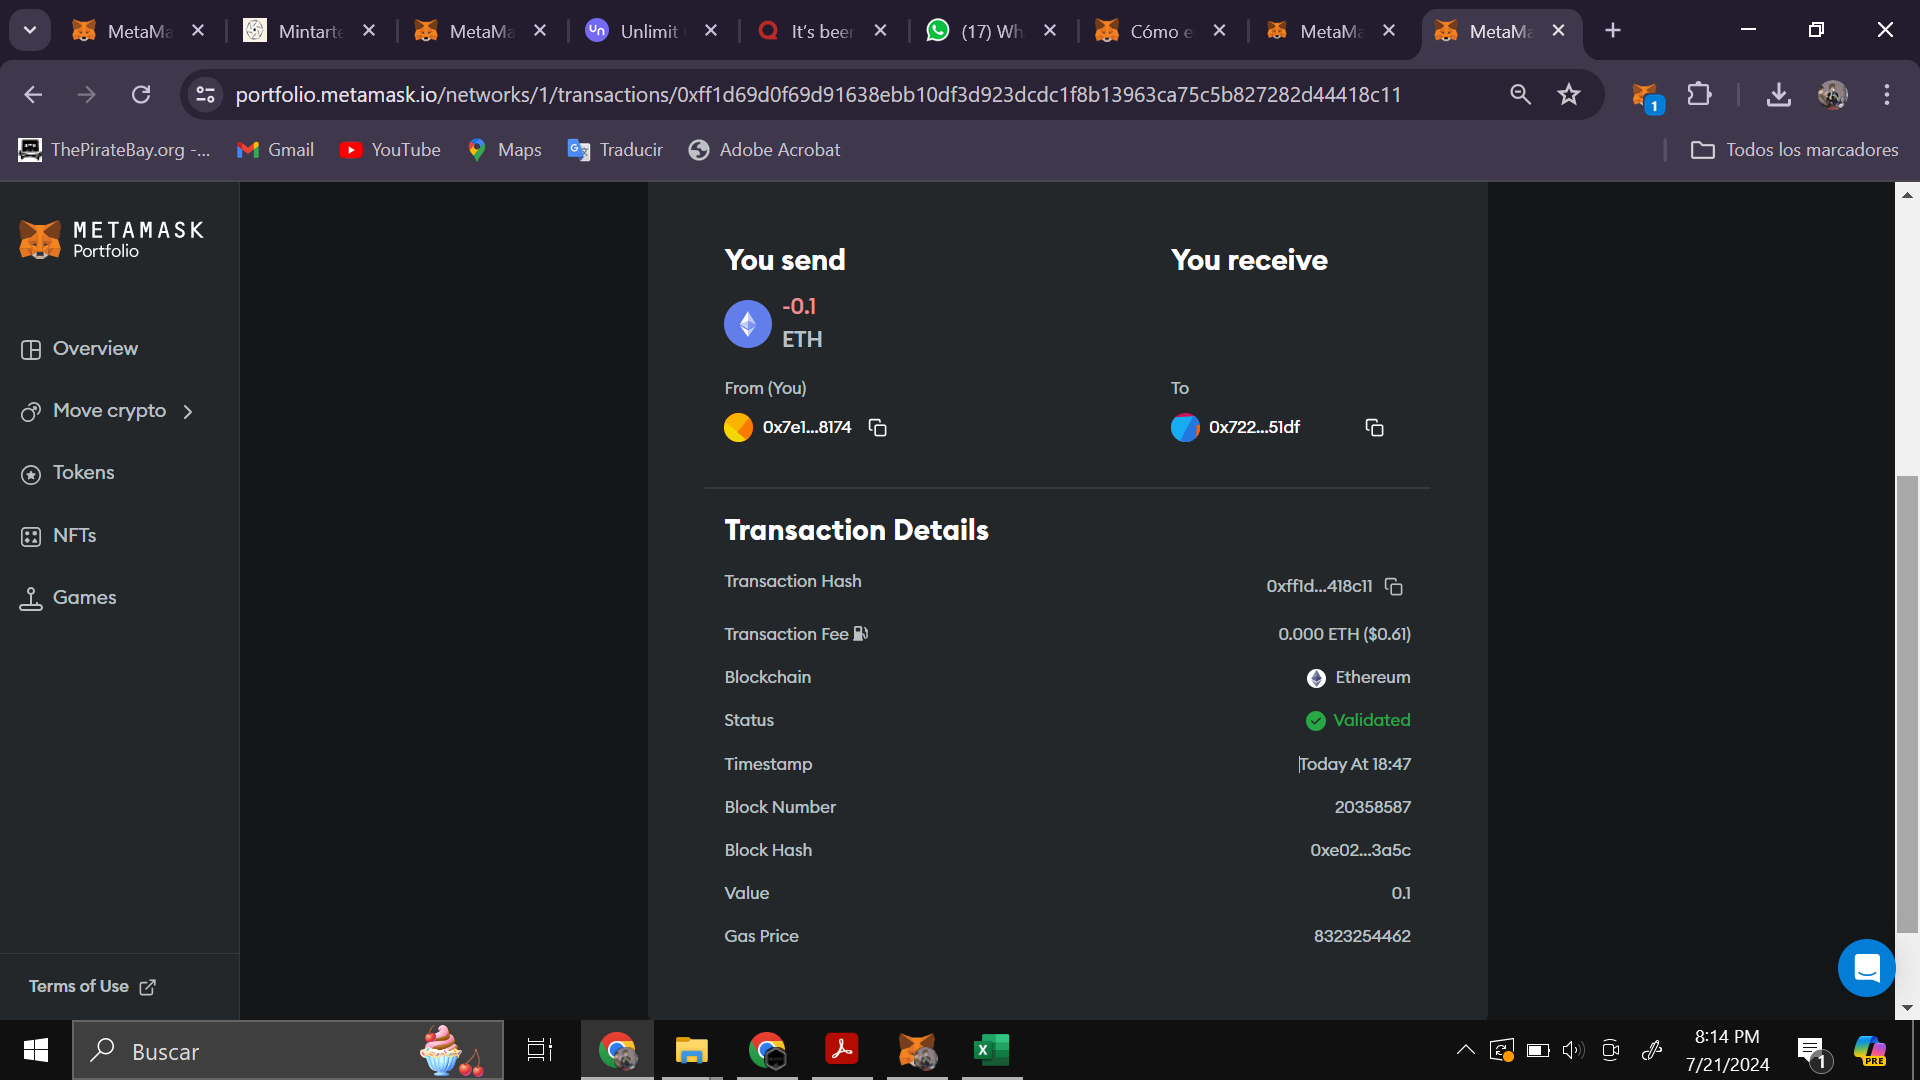 MetaMa
Mintarte
MetaMa
Unlimit
It's beer
(17) Wh
Cómo e
MetaMa
MetaMa
portfolio.metamask.io/networks/1/transactions/0xff1d69d0f69d91638ebb10df3d923dcdc1f8b13963ca75c5b827282d44418c11
1
ThePirateBay.org -...
Gmail
YouTube
Maps
Traducir
Adobe Acrobat
Todos los marcadores
METAMASK
Portfolio
Overview
Move crypto
Tokens
NFTs
Games
Terms of Use
You send
You receive
-0.1
ETH
From (You)
To
0x7e1...8174
0x722...51df
Transaction Details
Transaction Hash
0xff1d...418c11
Transaction Fee
0.000 ETH ($0.61)
Blockchain
Ethereum
Status
Validated
Timestamp
Today At 18:47
Block Number
20358587
Block Hash
0xe02...3a5c
Value
0.1
Gas Price
8323254462
Buscar
8:14 PM
7/21/2024
1
PRE